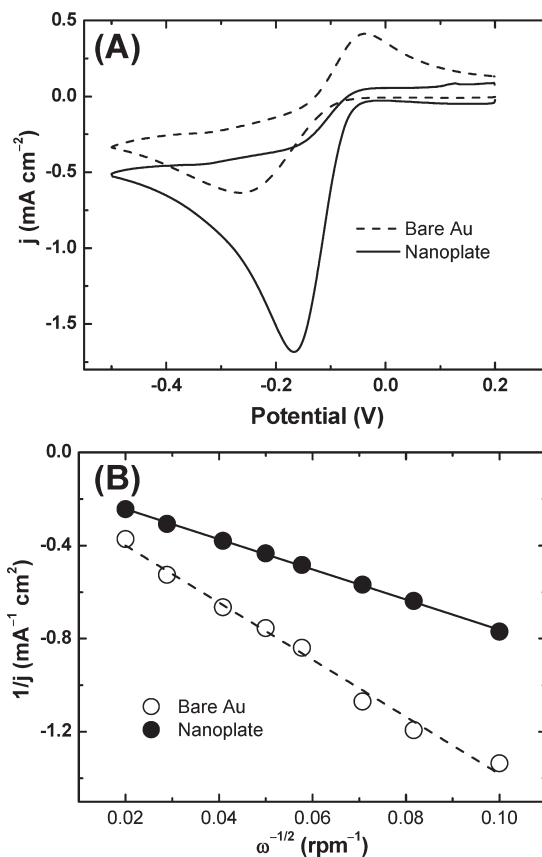 (A)
0.5
0.0
-0.5
-1.0
-1.5
j (mA cm⁻²)
Bare Au
Nanoplate
-0.4
-0.2
0.0
0.2
Potential (V)
(B)
0.0
-0.4
-0.8
-1.2
1/j (mA⁻¹ cm²)
Bare Au
Nanoplate
0.02
0.04
0.06
0.08
0.10
ω⁻¹/² (rpm⁻¹)